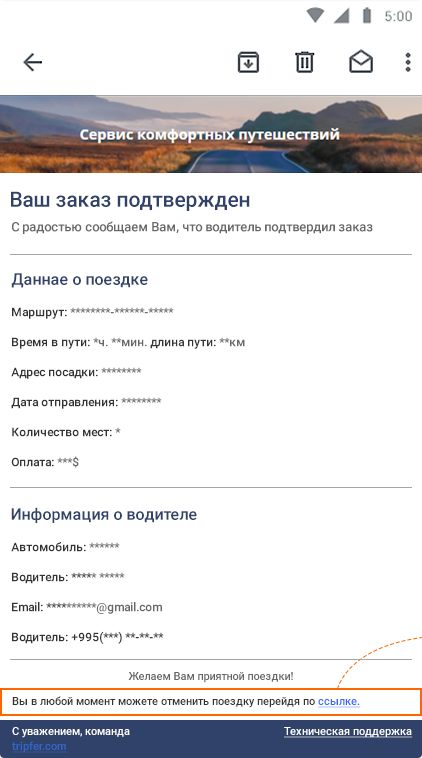 5:00
Сервис комфортных путешествий
Ваш заказ подтвержден
С радостью сообщаем Вам, что водитель подтвердил заказ
Даннае о поездке
Маршрут: ********-******-*****
Время в пути: *ч. **мин. длина пути: **км
Адрес посадки: ********
Дата отправления: ********
Количество мест: *
Оплата: ***$
Информация о водителе
Автомобиль: ******
Водитель: ***** *****
Email: **********@gmail.com
Водитель: +995(***) **-**-**
Желаем Вам приятной поездки!
Вы в любой момент можете отменить поездку перейдя по ссылке.
С уважением, команда
Техническая поддержка
tripfer.com